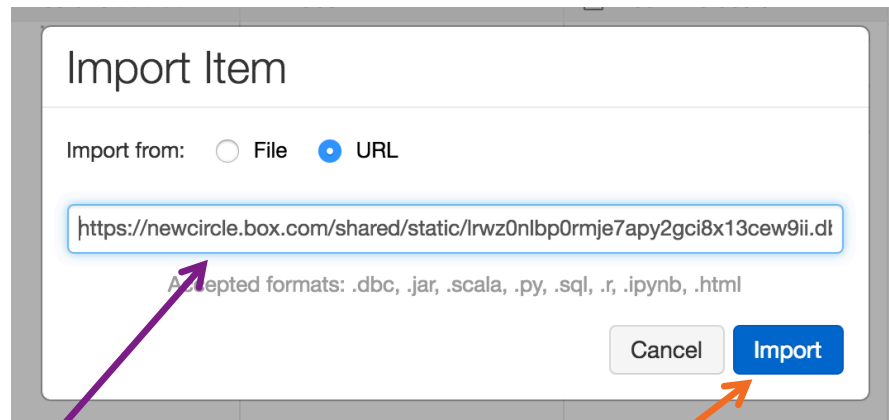 Import Item
Import from: File URL
https://newcircle.box.com/shared/static/lrwz0nlbp0rmje7apy2gci8x13cew9ii.db
Accepted formats: .dbc, .jar, .scala, .py, .sql, .r, .ipynb, .html
Cancel Import